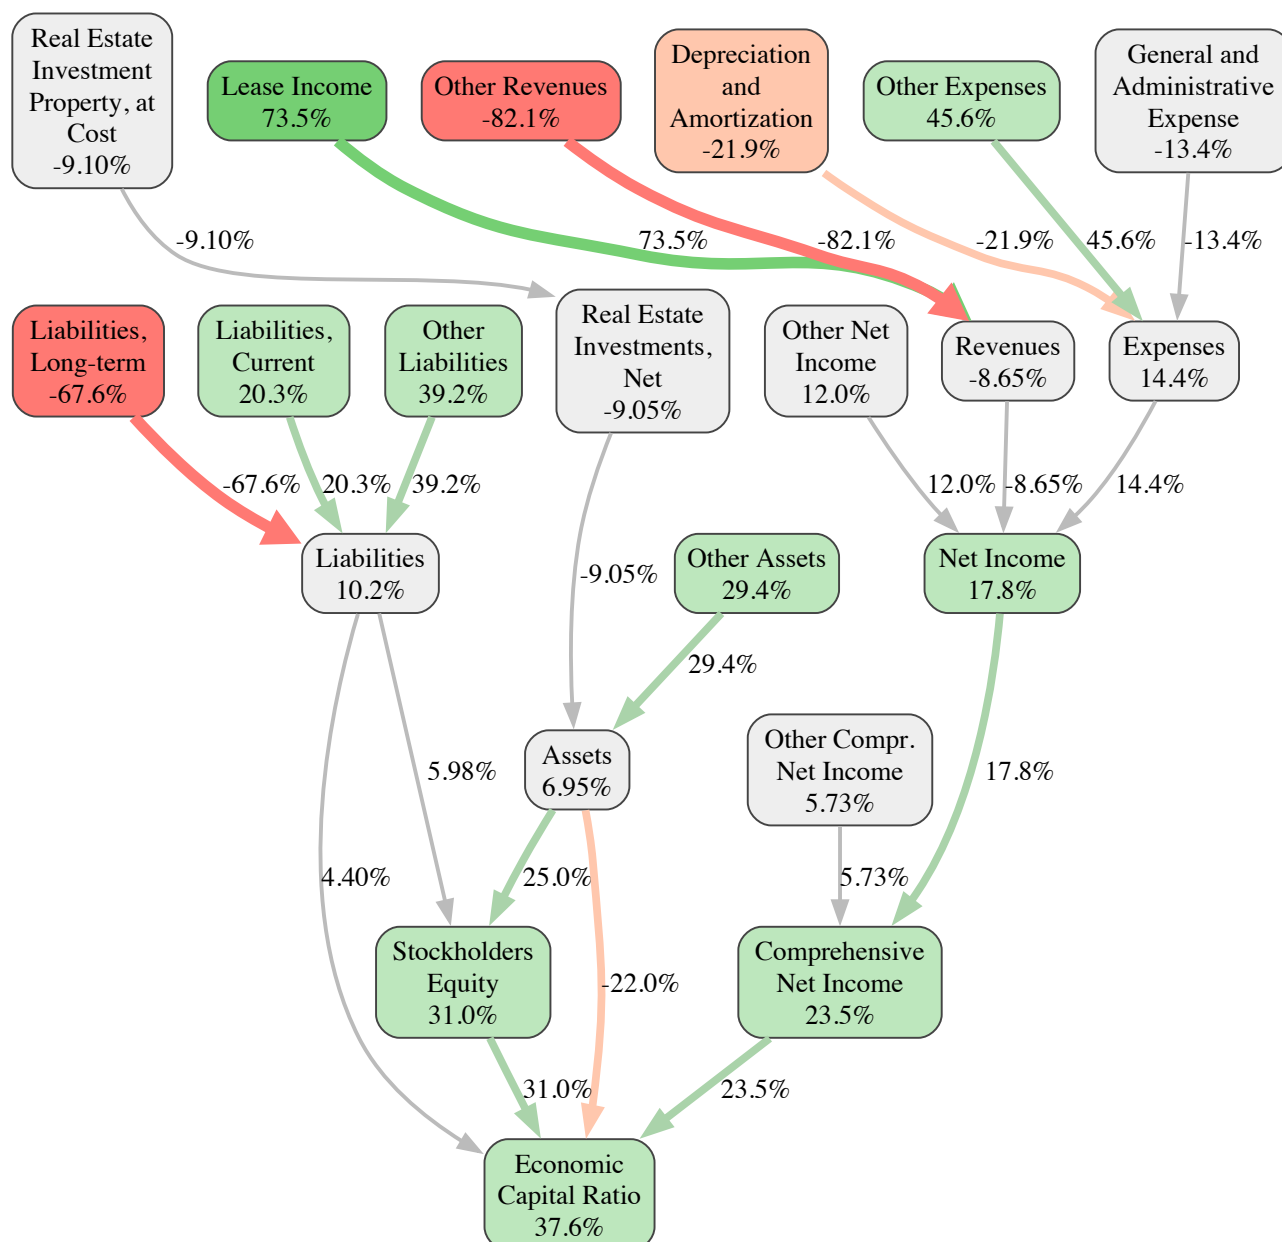 Real Estate
Investment
Property, at
Cost
-9.10%
Lease Income
73.5%
Other Revenues
-82.1%
Depreciation
and
Amortization
-21.9%
Other Expenses
45.6%
General and
Administrative
Expense
-13.4%
-9.10%
73.5%
-82.1%
-21.9%
45.6%
-13.4%
Liabilities,
Long-term
-67.6%
Liabilities,
Current
20.3%
Other
Liabilities
39.2%
Real Estate
Investments,
Net
-9.05%
Other Net
Income
12.0%
Revenues
-8.65%
Expenses
14.4%
-67.6%
20.3%
39.2%
12.0%
-8.65%
14.4%
Liabilities
10.2%
-9.05%
Other Assets
29.4%
Net Income
17.8%
29.4%
5.98%
Assets
6.95%
Other Compr.
Net Income
5.73%
17.8%
4.40%
25.0%
5.73%
Stockholders
Equity
31.0%
-22.0%
Comprehensive
Net Income
23.5%
31.0%
23.5%
Economic
Capital Ratio
37.6%